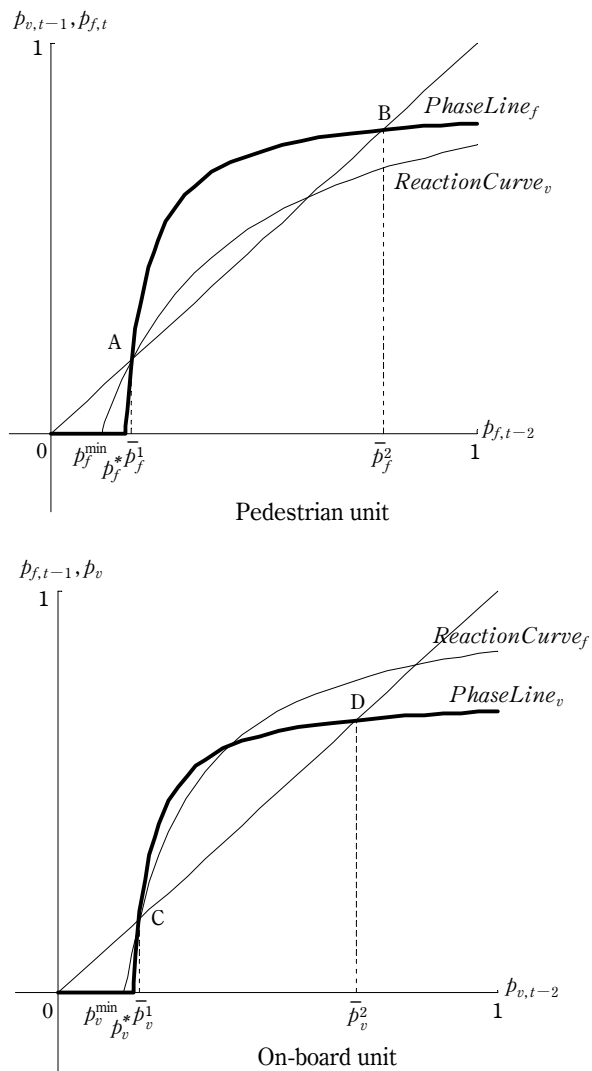 p_{v,t−1}, p_{f,t}
1
B
PhaseLine_f
ReactionCurve_v
A
p_{f,t−2}
0
p_f^{min}
p_f^*
p̄_f^1
p̄_f^2
1
Pedestrian unit
p_{f,t−1}, p_v
1
ReactionCurve_f
D
PhaseLine_v
C
p_{v,t−2}
0
p_v^{min}
p_v^*
p̄_v^1
p̄_v^2
1
On-board unit